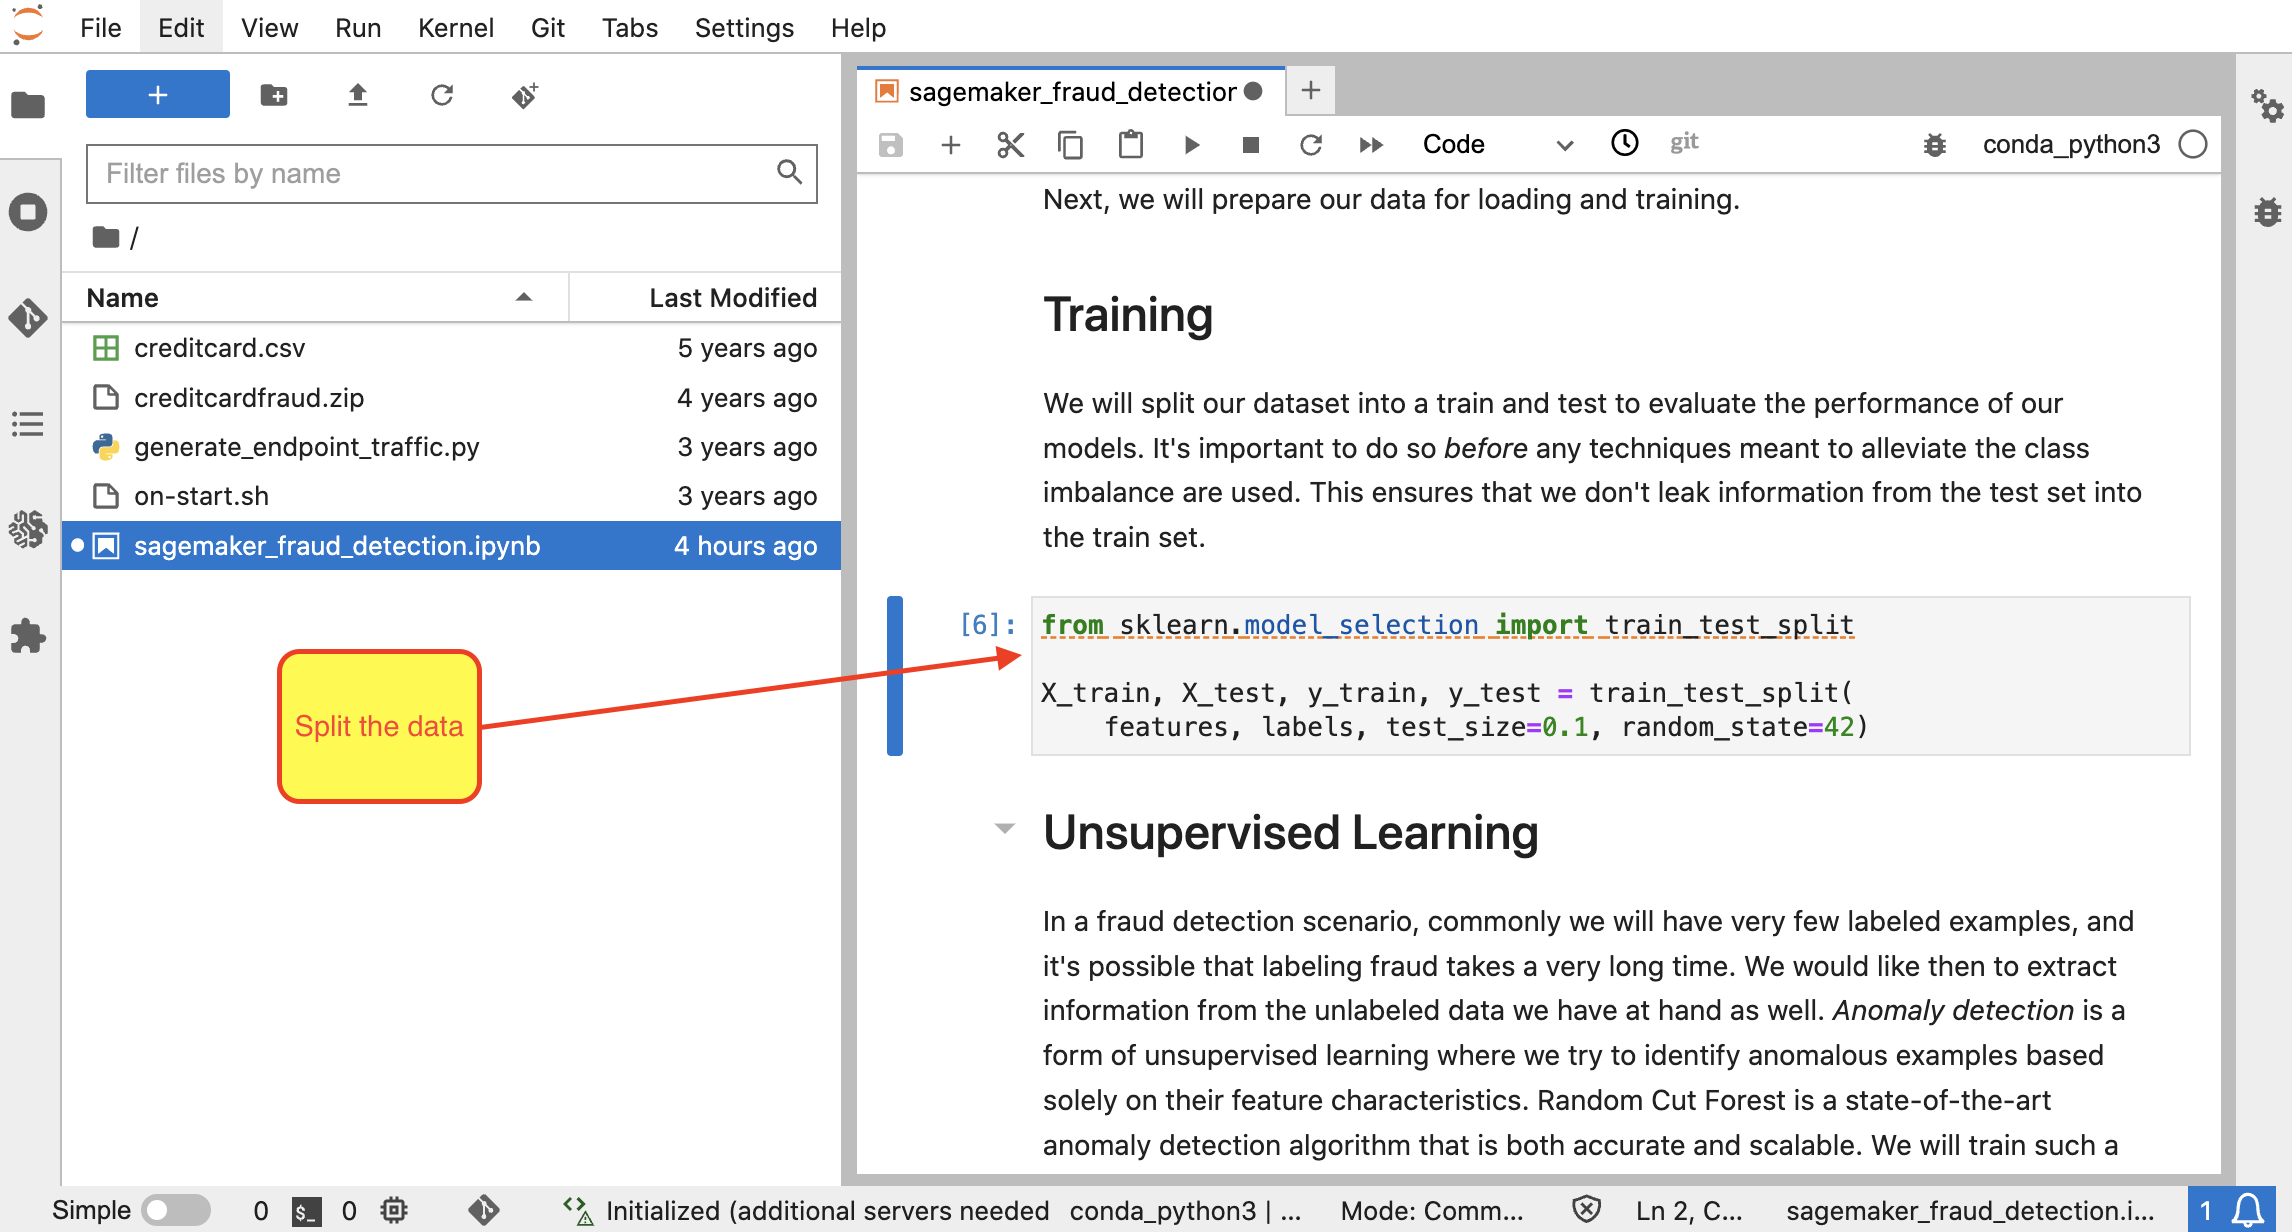 File Edit View Run Kernel Git Tabs Settings Help
Filter files by name
/
Name Last Modified
creditcard.csv 5 years ago
creditcardfraud.zip 4 years ago
generate_endpoint_traffic.py 3 years ago
on-start.sh 3 years ago
sagemaker_fraud_detection.ipynb 4 hours ago
Split the data
sagemaker_fraud_detection
Code git conda_python3
Next, we will prepare our data for loading and training.
Training
We will split our dataset into a train and test to evaluate the performance of our
models. It's important to do so before any techniques meant to alleviate the class
imbalance are used. This ensures that we don't leak information from the test set into
the train set.
[6]: from sklearn.model_selection import train_test_split
X_train, X_test, y_train, y_test = train_test_split(
features, labels, test_size=0.1, random_state=42)
Unsupervised Learning
In a fraud detection scenario, commonly we will have very few labeled examples, and
it's possible that labeling fraud takes a very long time. We would like then to extract
information from the unlabeled data we have at hand as well. Anomaly detection is a
form of unsupervised learning where we try to identify anomalous examples based
solely on their feature characteristics. Random Cut Forest is a state-of-the-art
anomaly detection algorithm that is both accurate and scalable. We will train such a
Simple 0 $_ 0 Initialized (additional servers needed conda_python3 | ... Mode: Comm... Ln 2, C... sagemaker_fraud_detection.i... 1